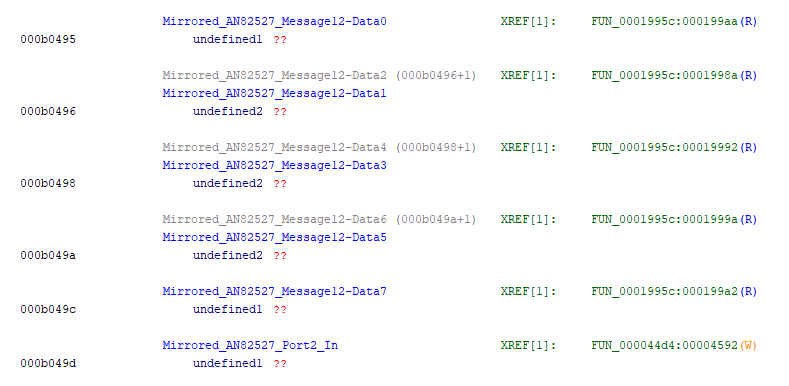 Mirrored_AN82527_Message12-Data0 XREF[1]: FUN_0001995c:000199aa(R)
000b0495 undefined1 ??
Mirrored_AN82527_Message12-Data2 (000b0496+1) XREF[1]: FUN_0001995c:0001998a(R)
Mirrored_AN82527_Message12-Data1
000b0496 undefined2 ??
Mirrored_AN82527_Message12-Data4 (000b0498+1) XREF[1]: FUN_0001995c:00019992(R)
Mirrored_AN82527_Message12-Data3
000b0498 undefined2 ??
Mirrored_AN82527_Message12-Data6 (000b049a+1) XREF[1]: FUN_0001995c:0001999a(R)
Mirrored_AN82527_Message12-Data5
000b049a undefined2 ??
Mirrored_AN82527_Message12-Data7 XREF[1]: FUN_0001995c:000199a2(R)
000b049c undefined1 ??
Mirrored_AN82527_Port2_In XREF[1]: FUN_000044d4:00004592(W)
000b049d undefined1 ??